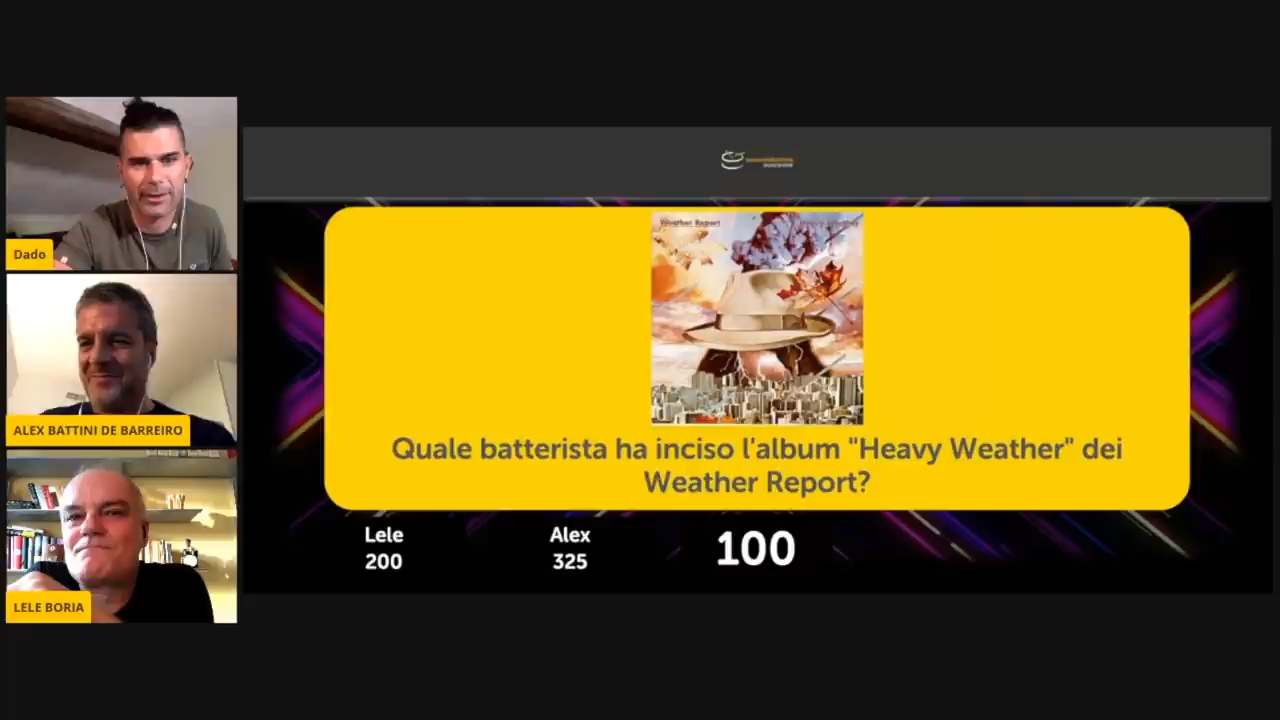 Dado
ALEX BATTINI DE BARREIRO
LELE BORIA
Weather Report
Quale batterista ha inciso l'album "Heavy Weather" dei
Weather Report?
Lele
200
Alex
325
100